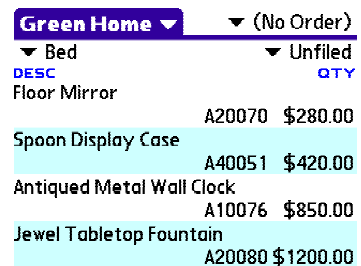 Green Home (No Order)
Bed Unfiled
DESC QTY
Floor Mirror
A20070 $280.00
Spoon Display Case
A40051 $420.00
Antiqued Metal Wall Clock
A10076 $850.00
Jewel Tabletop Fountain
A20080 $1200.00